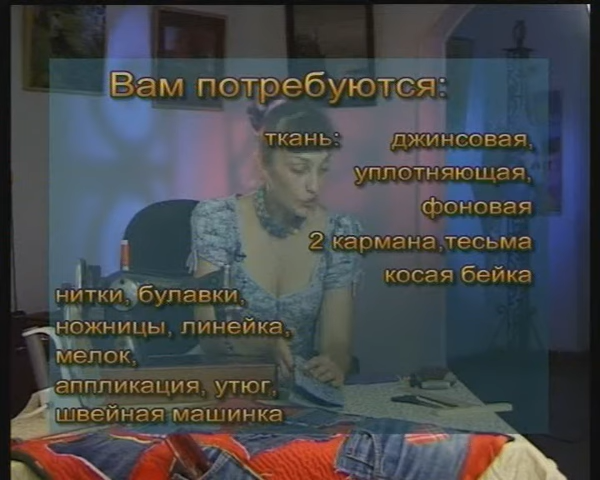 Вам потребуются:
ткань: джинсовая,
уплотняющая,
фоновая
2 кармана,тесьма
косая бейка
нитки, булавки,
ножницы, линейка,
мелок,
аппликация, утюг,
швейная машинка